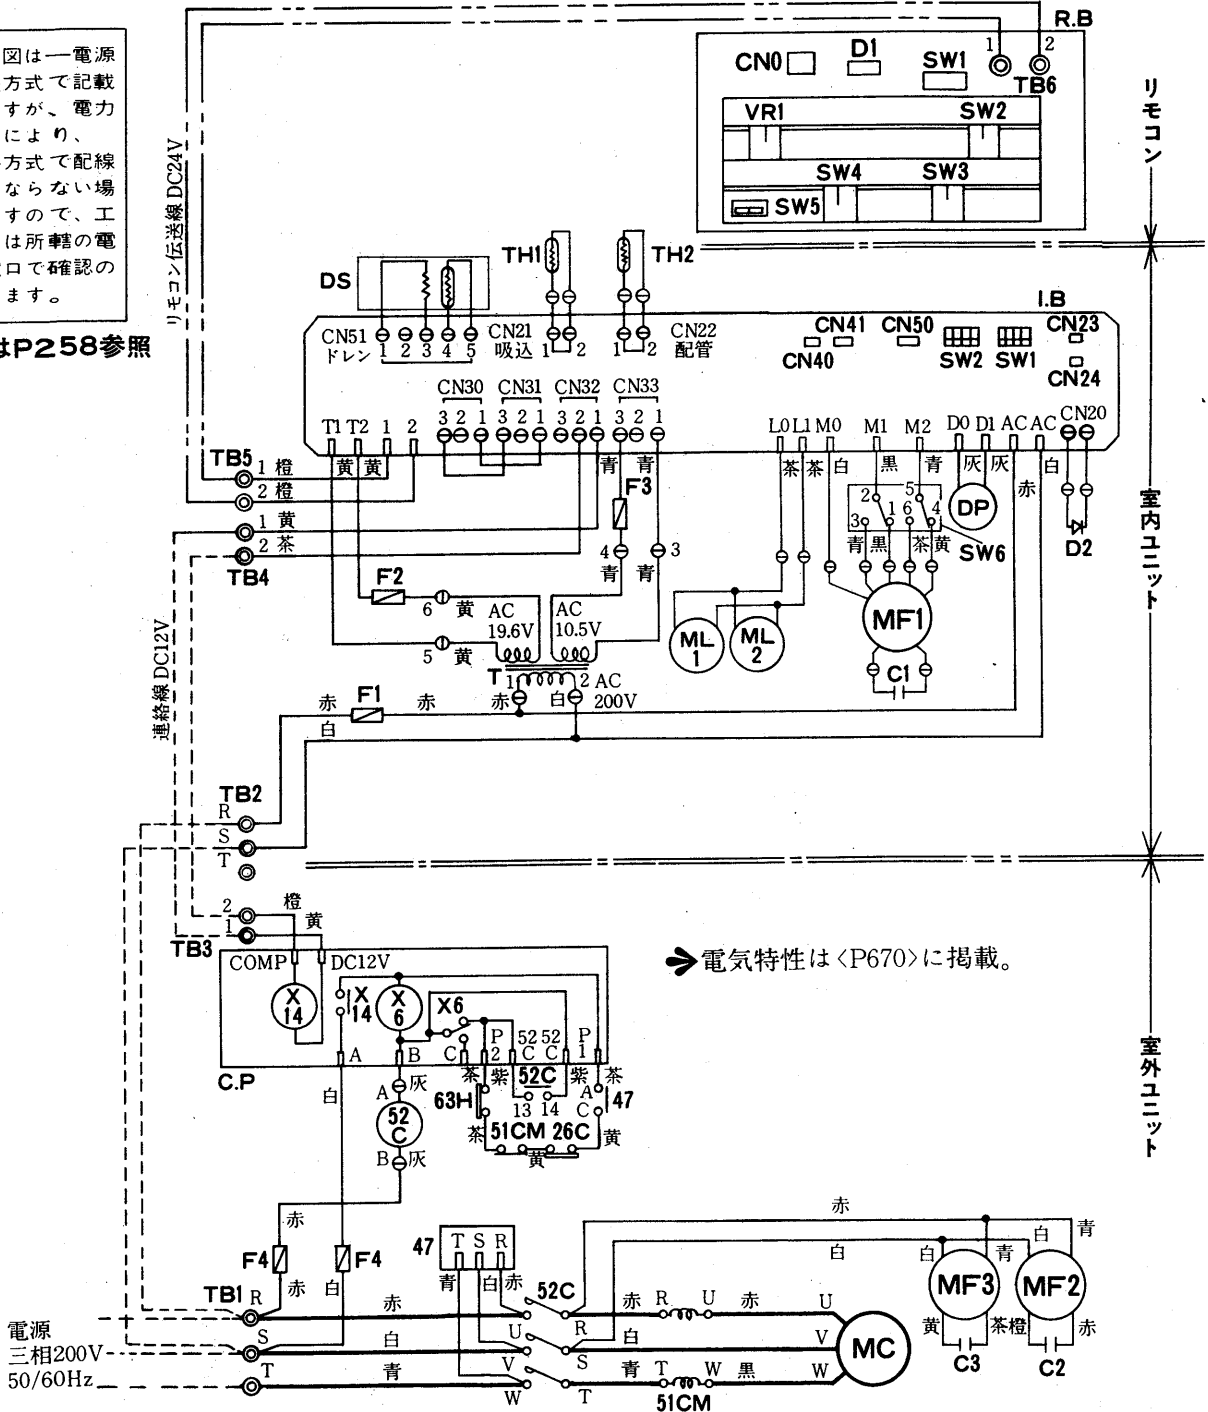 図は一電源
方式で記載
すが、電力
により、
方式で配線
ならない場
すので、工
は所轄の電
口で確認の
ます。
はP258参照
リモコン伝送線DC24V
R.B
CN0 D1 SW1 1 2
TB6
VR1 SW2
SW4 SW3
SW5
リモコン
DS TH1 TH2
I.B
CN51 ドレン 1 2 3 4 5
CN21 吸込 1 2
1 2 CN22 配管
CN41 CN50 CN23
CN40 SW2 SW1 CN24
CN30 CN31 CN32 CN33
3 2 1 3 2 1 3 2 1 3 2 1
T1 T2 1 2
L0 L1 M0 M1 M2 D0 D1 AC AC CN20
TB5 1 橙 黄 黄 青 青 茶 茶 白 黒 青 灰 灰 赤 白
2 橙
F3
2 5 4
3 1 6
DP
1 黄
2 茶
TB4
青 黒 茶 黄 SW6 D2
4 3
青 青
F2
6 黄
AC 19.6V
AC 10.5V
5 黄
ML 1
ML 2
MF1
C1
T 1 2 AC 200V
連絡線DC12V
赤 F1 赤 赤 白
白
室内ユニット
TB2
R
S
T
2 橙
1 黄
TB3
COMP DC12V
X 14
X 14
X 6
X6
A B C P2 52C 52C P1
C.P
➔電気特性は<P670>に掲載。
室外ユニット
白 A 灰 茶 紫 52C 紫 茶
63H 13 14 A C 47
52 C
茶 51CM 26C 黄
B 灰 黄
赤
F4 F4
赤 白
47 T S R
青 白 赤
52C
赤
白
白 青 白 青
MF3 MF2
黄 茶 橙 赤
C3 C2
TB1 R 赤 U R 赤 R U 赤 U
S 白 V S 白 V
T 青 W T 青 T W 黒 W
51CM
MC
電源
三相200V
50/60Hz